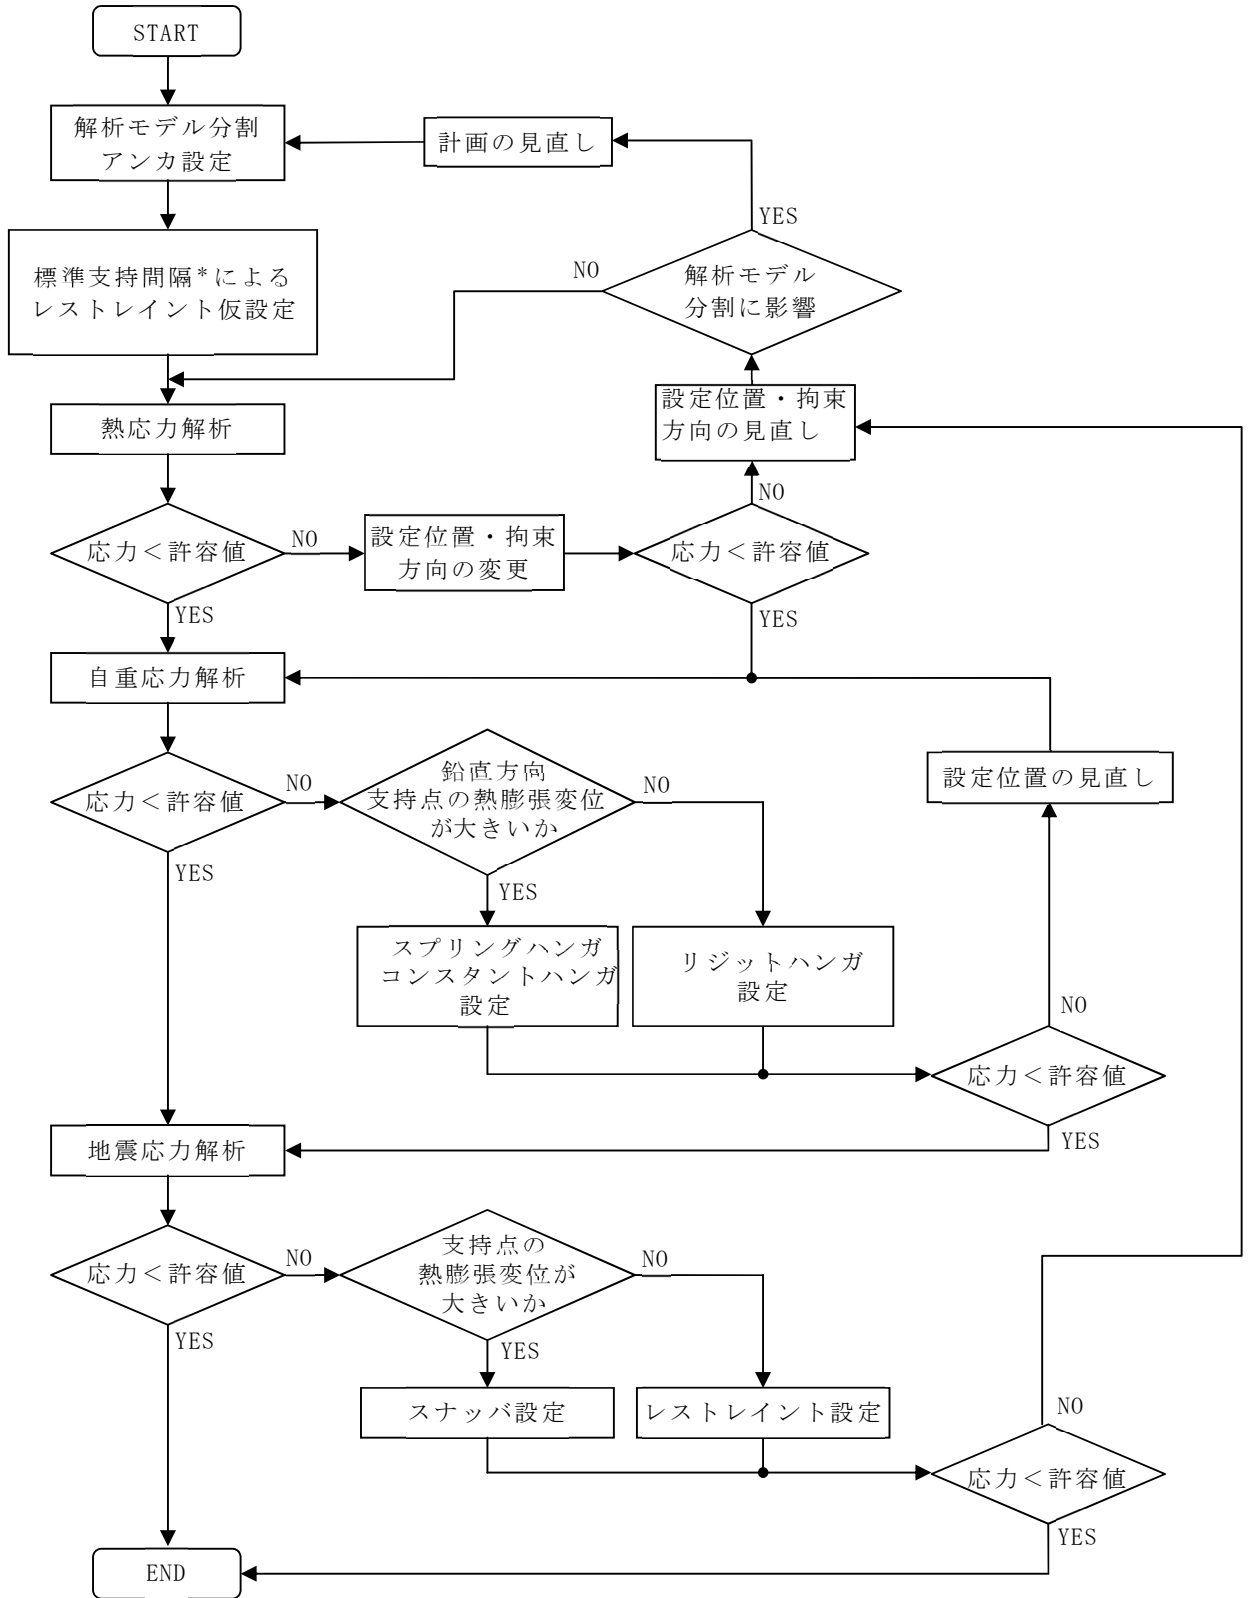 START
解析モデル分割
アンカ設定
計画の見直し
YES
標準支持間隔*による
レストレイント仮設定
NO
解析モデル
分割に影響
設定位置・拘束
方向の見直し
熱応力解析
NO
応力＜許容値
NO
設定位置・拘束
方向の変更
応力＜許容値
YES
YES
自重応力解析
設定位置の見直し
応力＜許容値
NO
鉛直方向
支持点の熱膨張変位
が大きいか
NO
YES
YES
スプリングハンガ
コンスタントハンガ
設定
リジットハンガ
設定
NO
応力＜許容値
YES
地震応力解析
応力＜許容値
NO
支持点の
熱膨張変位が
大きいか
NO
YES
YES
スナッバ設定
レストレイント設定
NO
応力＜許容値
YES
END